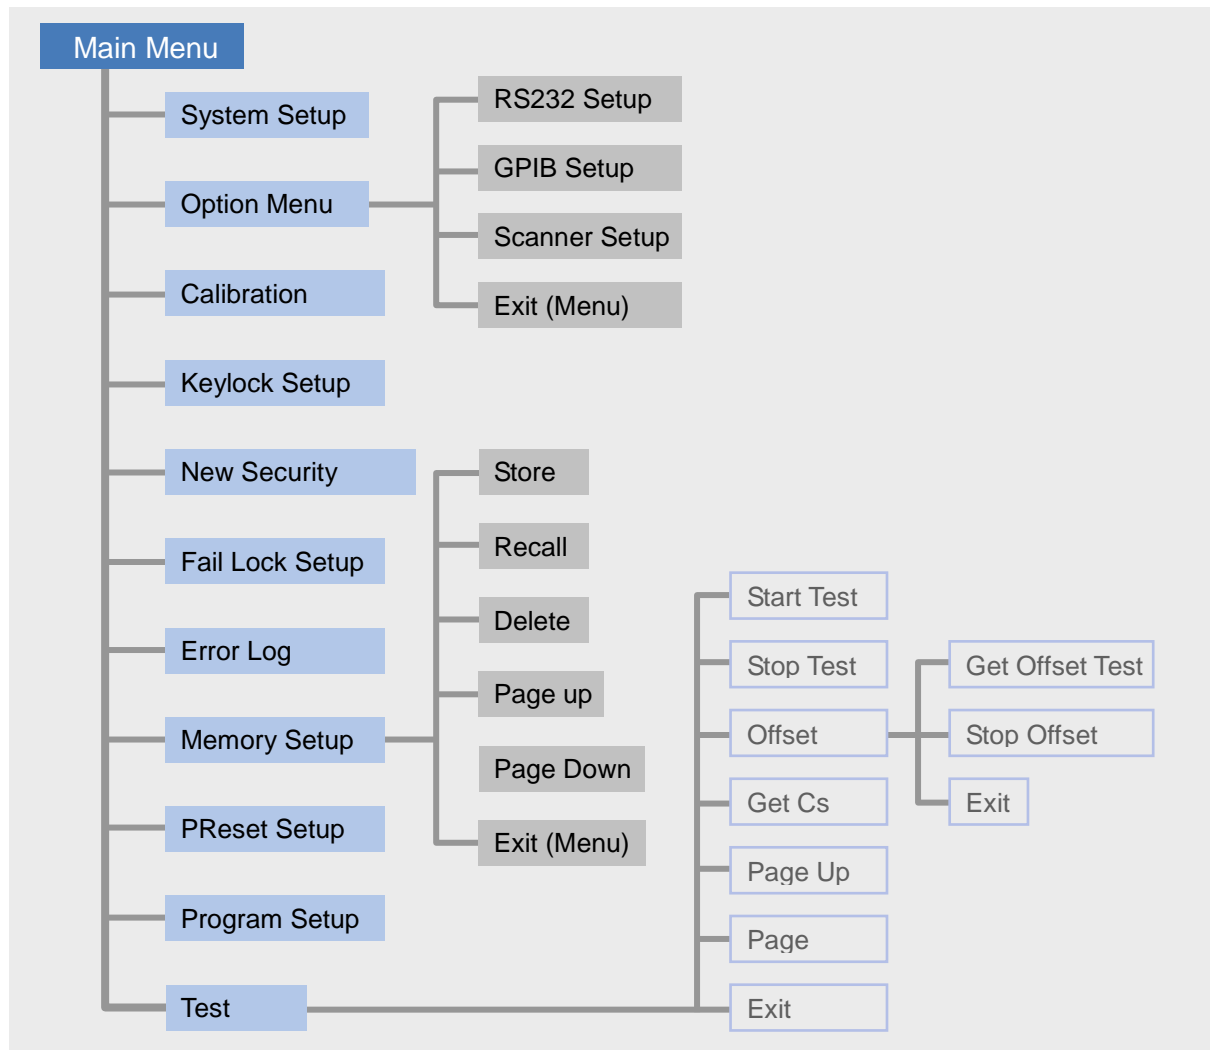 Main Menu
System Setup
Option Menu
RS232 Setup
GPIB Setup
Scanner Setup
Exit (Menu)
Calibration
Keylock Setup
New Security
Fail Lock Setup
Error Log
Memory Setup
Store
Recall
Delete
Page up
Page Down
Exit (Menu)
PReset Setup
Program Setup
Test
Start Test
Stop Test
Offset
Get Offset Test
Stop Offset
Exit
Get Cs
Page Up
Page
Exit